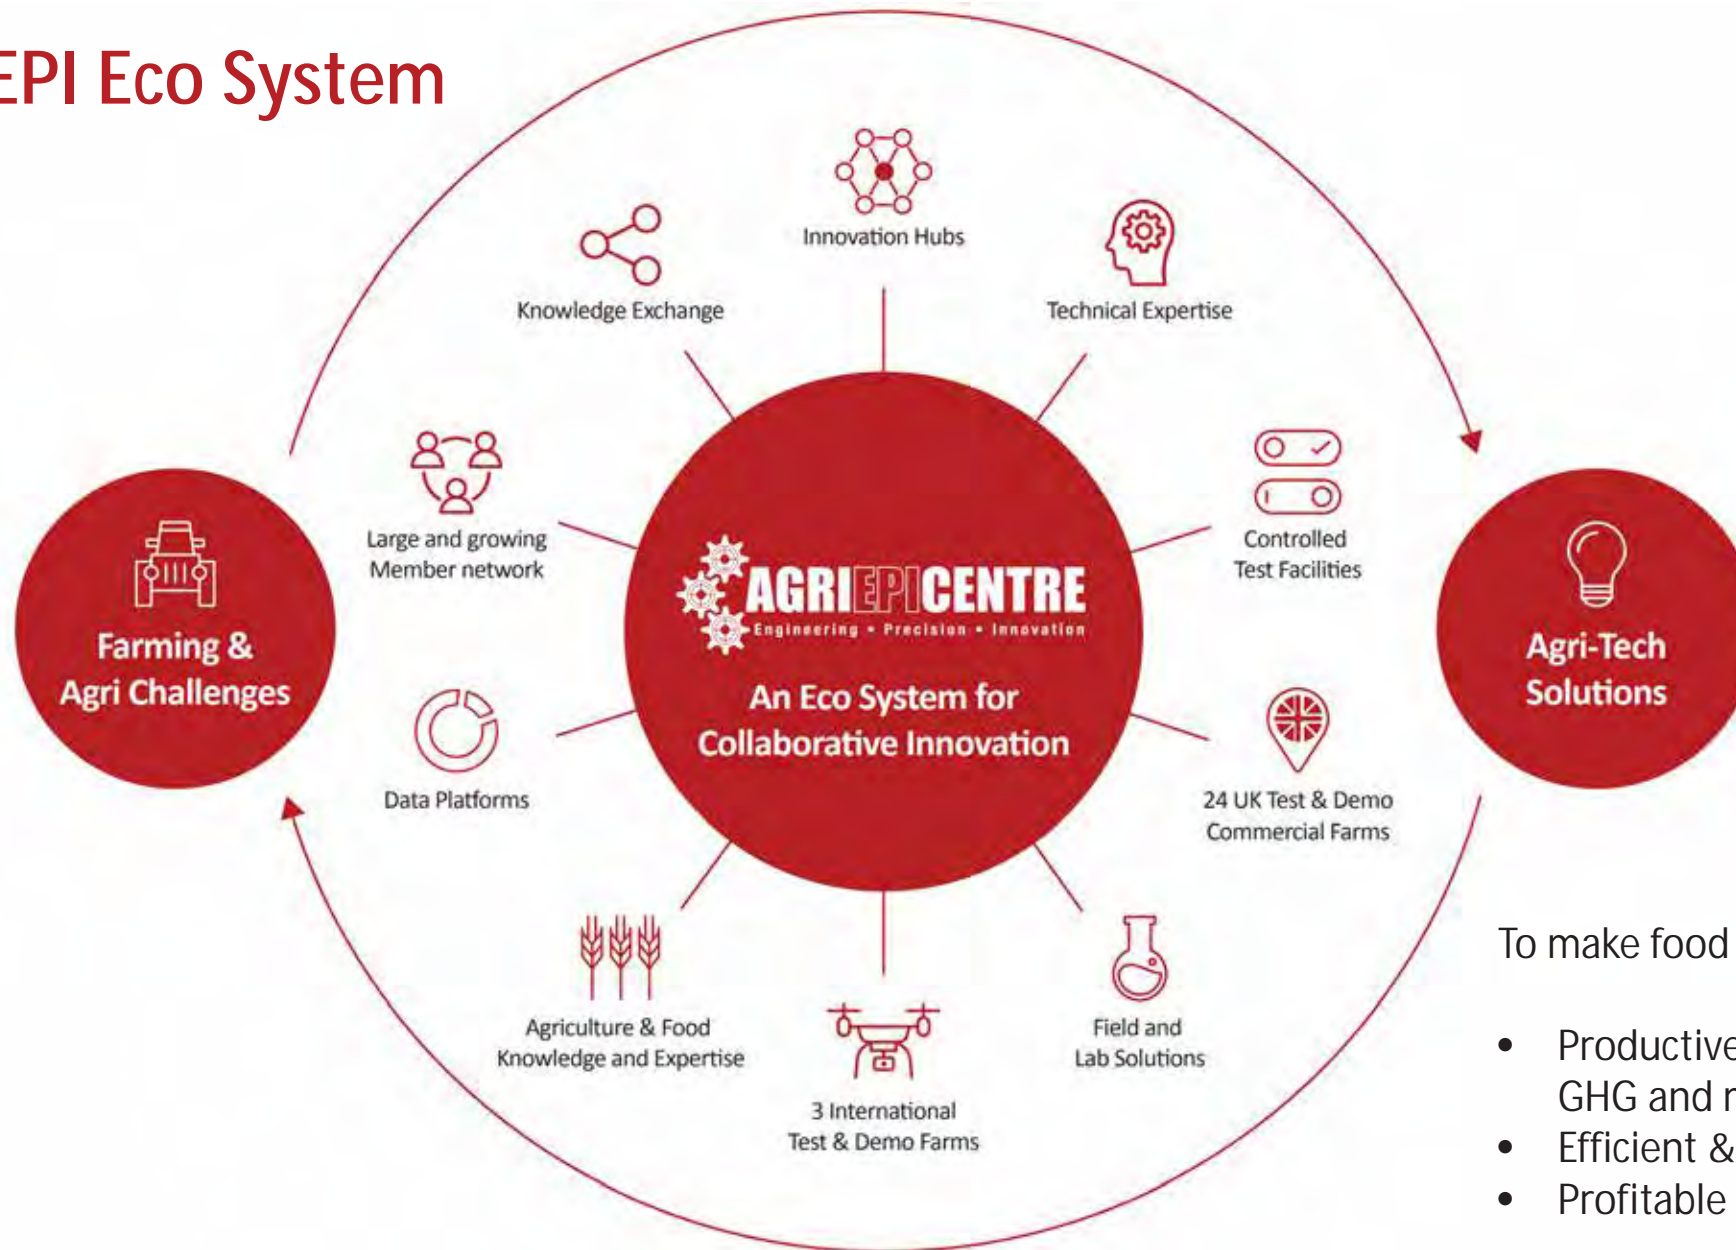 EPI Eco System
Innovation Hubs
Knowledge Exchange
Technical Expertise
Large and growing
Member network
Controlled
Test Facilities
AGRIEPICENTRE
Engineering • Precision • Innovation
An Eco System for
Collaborative Innovation
Farming &
Agri Challenges
Agri-Tech
Solutions
Data Platforms
24 UK Test & Demo
Commercial Farms
Agriculture & Food
Knowledge and Expertise
Field and
Lab Solutions
3 International
Test & Demo Farms
To make food
• Productive
GHG and
• Efficient &
• Profitable